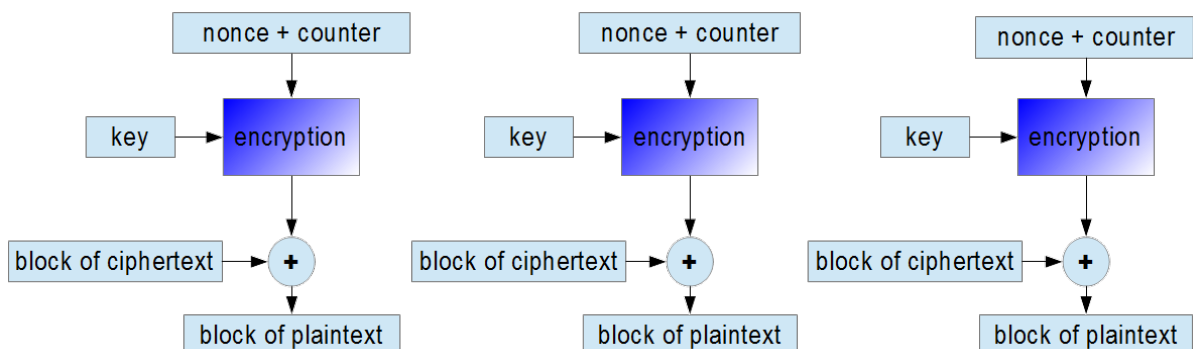 nonce + counter
nonce + counter
nonce + counter
key
encryption
key
encryption
key
encryption
block of ciphertext
+
block of ciphertext
+
block of ciphertext
+
block of plaintext
block of plaintext
block of plaintext